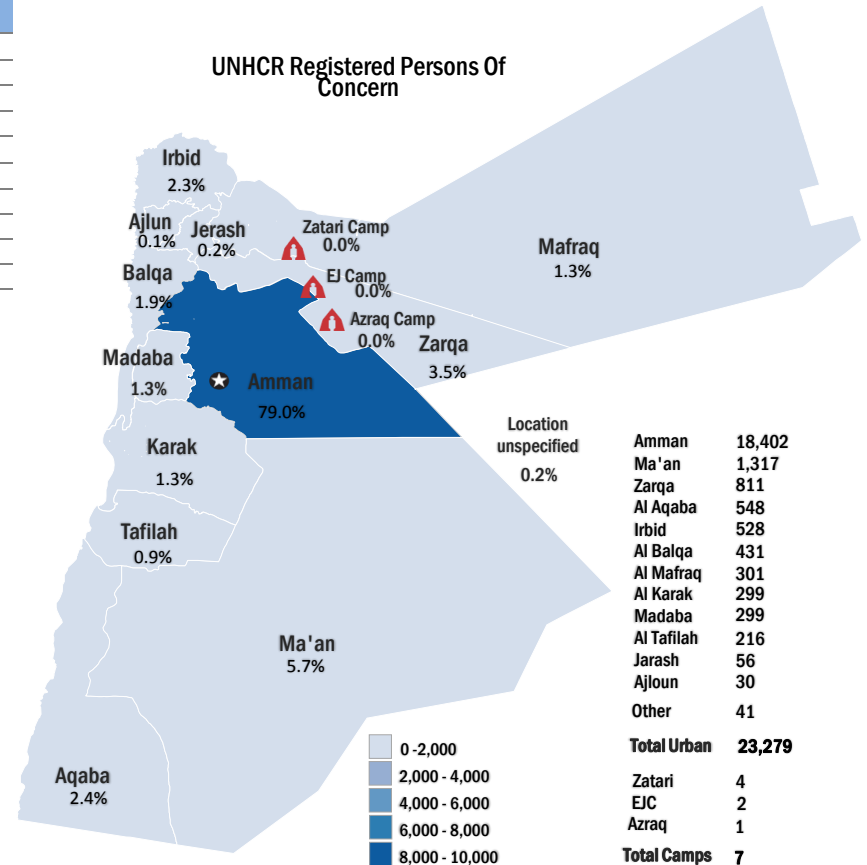 UNHCR Registered Persons Of
Concern
Irbid
2.3%
Ajlun
0.1%
Jerash
0.2%
Zatari Camp
0.0%
Mafraq
1.3%
Balqa
1.9%
EJ Camp
0.0%
Azraq Camp
0.0%
Zarqa
3.5%
Madaba
1.3%
Amman
79.0%
Karak
1.3%
Location
unspecified
0.2%
Tafilah
0.9%
Ma'an
5.7%
Aqaba
2.4%
0 -2,000
2,000 - 4,000
4,000 - 6,000
6,000 - 8,000
8,000 - 10,000
Amman 18,402
Ma'an 1,317
Zarqa 811
Al Aqaba 548
Irbid 528
Al Balqa 431
Al Mafraq 301
Al Karak 299
Madaba 299
Al Tafilah 216
Jarash 56
Ajloun 30
Other 41
Total Urban 23,279
Zatari 4
EJC 2
Azraq 1
Total Camps 7